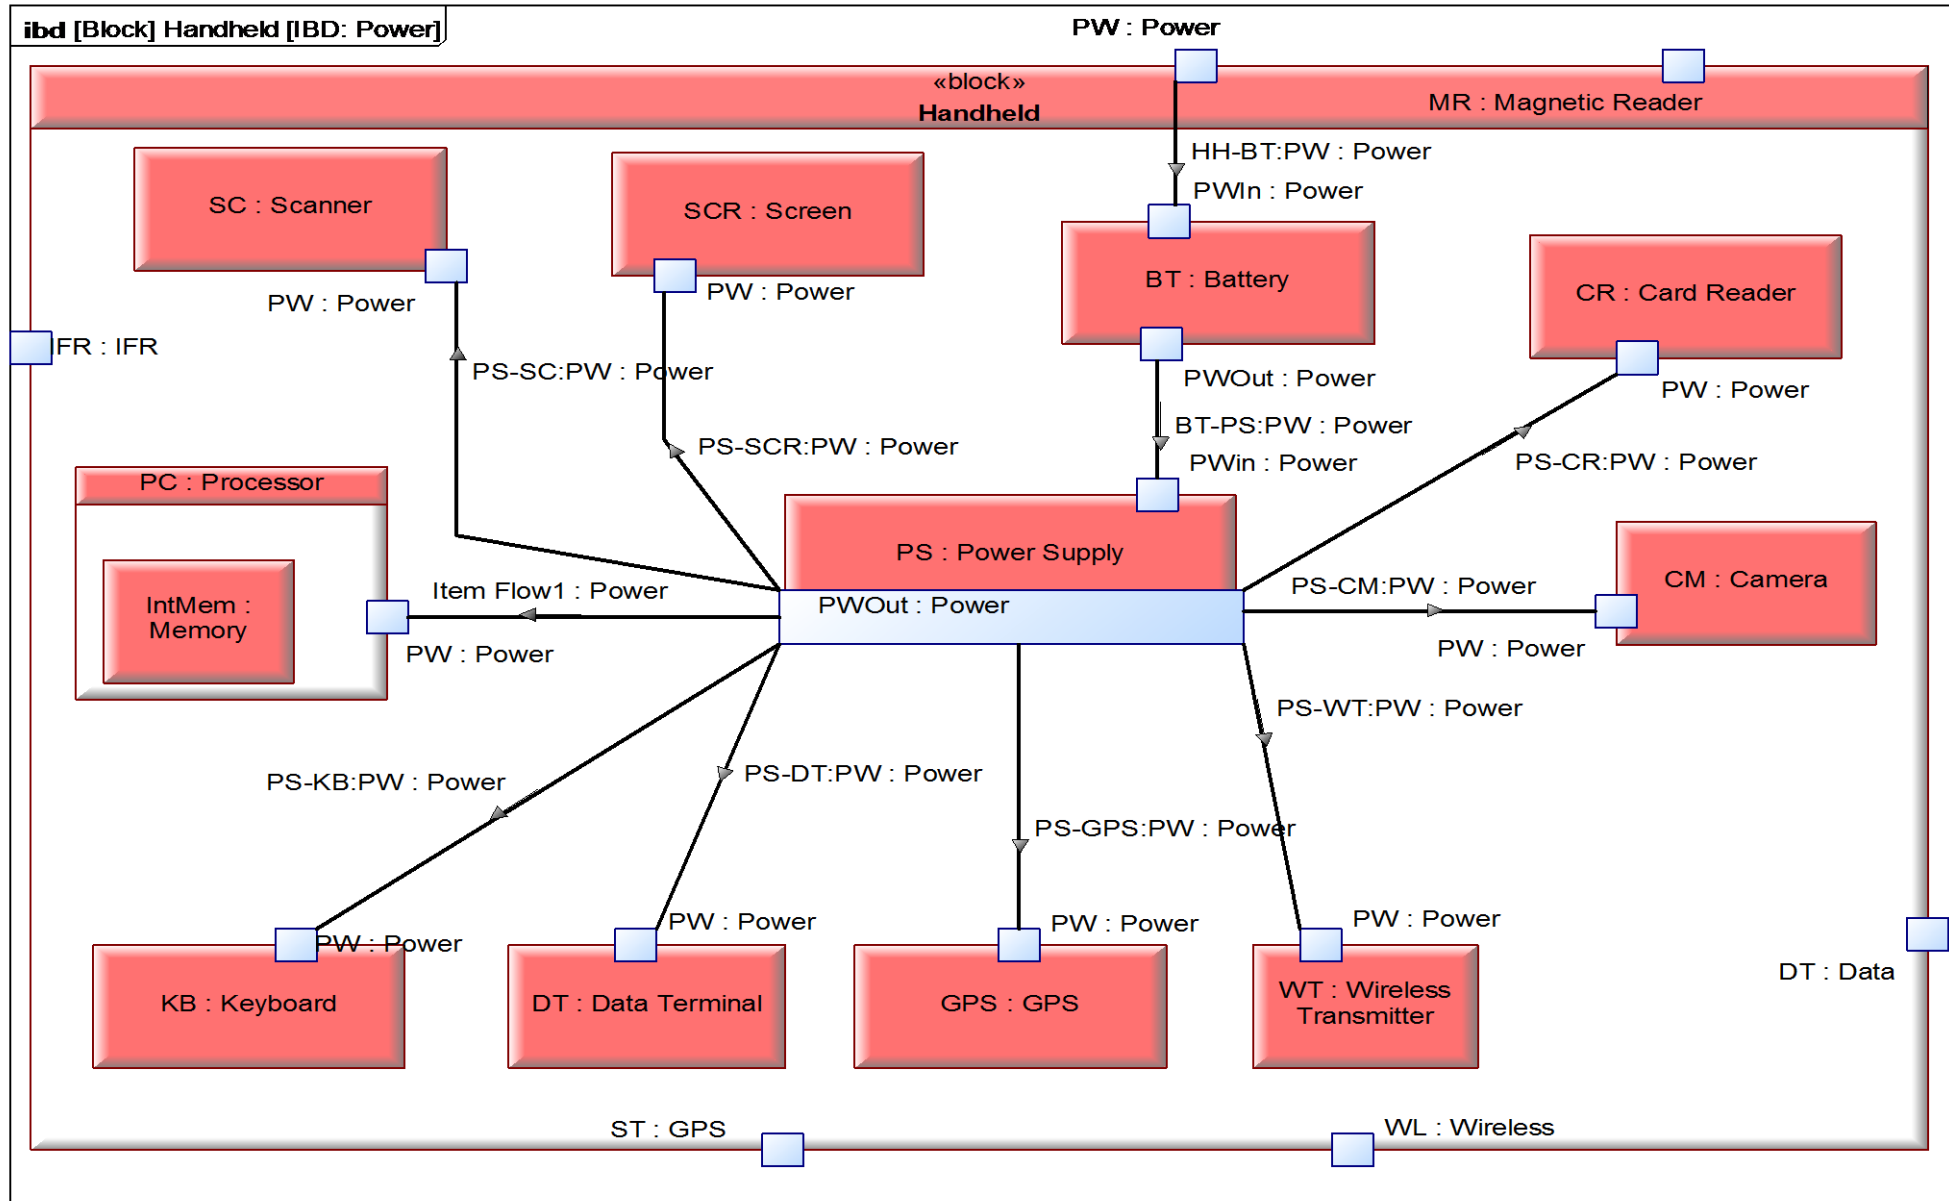 ibd [Block] Handheld [IBD: Power]
PW : Power
«block»
Handheld
MR : Magnetic Reader
HH-BT:PW : Power
PWIn : Power
SC : Scanner
SCR : Screen
BT : Battery
CR : Card Reader
PW : Power
PW : Power
IFR : IFR
PS-SC:PW : Power
PWOut : Power
PW : Power
BT-PS:PW : Power
PS-SCR:PW : Power
PWin : Power
PS-CR:PW : Power
PC : Processor
PS : Power Supply
CM : Camera
Item Flow1 : Power
PS-CM:PW : Power
IntMem :
Memory
PWOut : Power
PW : Power
PW : Power
PS-WT:PW : Power
PS-KB:PW : Power
PS-DT:PW : Power
PS-GPS:PW : Power
PW : Power
PW : Power
PW : Power
PW : Power
DT : Data
KB : Keyboard
DT : Data Terminal
GPS : GPS
WT : Wireless
Transmitter
ST : GPS
WL : Wireless